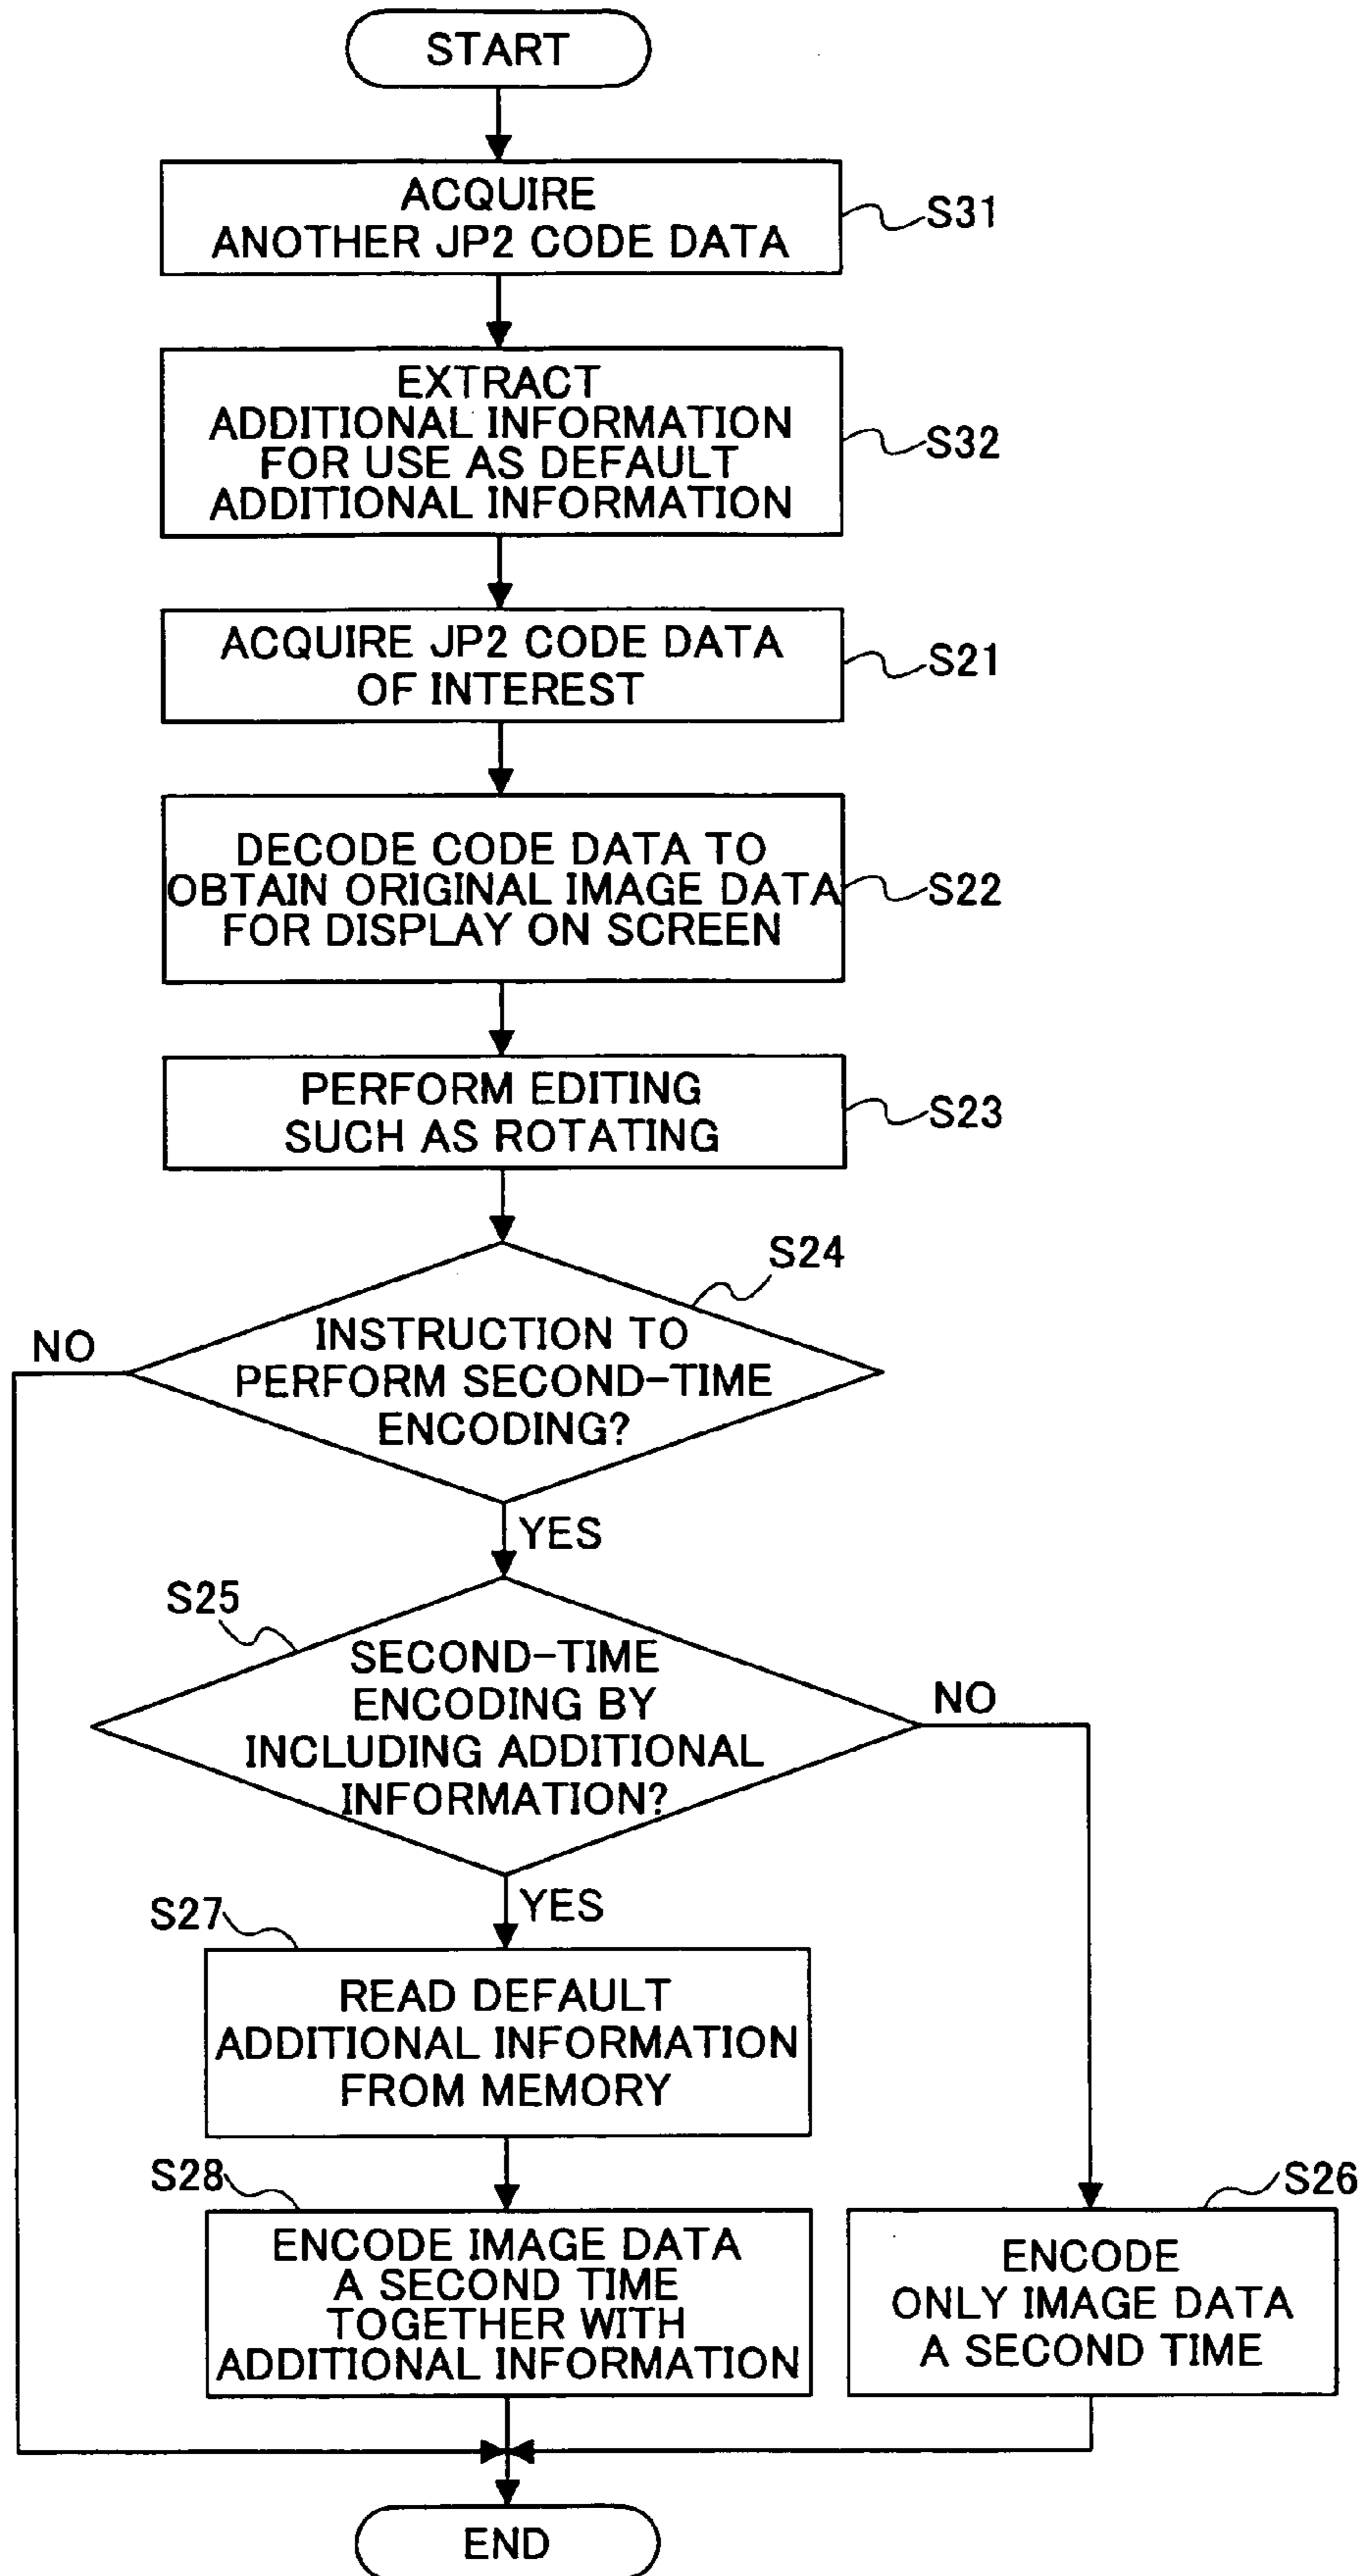 START
ACQUIRE
ANOTHER JP2 CODE DATA
S31
EXTRACT
ADDITIONAL INFORMATION
FOR USE AS DEFAULT
ADDITIONAL INFORMATION
S32
ACQUIRE JP2 CODE DATA
OF INTEREST
S21
DECODE CODE DATA TO
OBTAIN ORIGINAL IMAGE DATA
FOR DISPLAY ON SCREEN
S22
PERFORM EDITING
SUCH AS ROTATING
S23
S24
INSTRUCTION TO
PERFORM SECOND-TIME
ENCODING?
NO
YES
S25
SECOND-TIME
ENCODING BY
INCLUDING ADDITIONAL
INFORMATION?
NO
YES
S27
READ DEFAULT
ADDITIONAL INFORMATION
FROM MEMORY
S28
ENCODE IMAGE DATA
A SECOND TIME
TOGETHER WITH
ADDITIONAL INFORMATION
S26
ENCODE
ONLY IMAGE DATA
A SECOND TIME
END